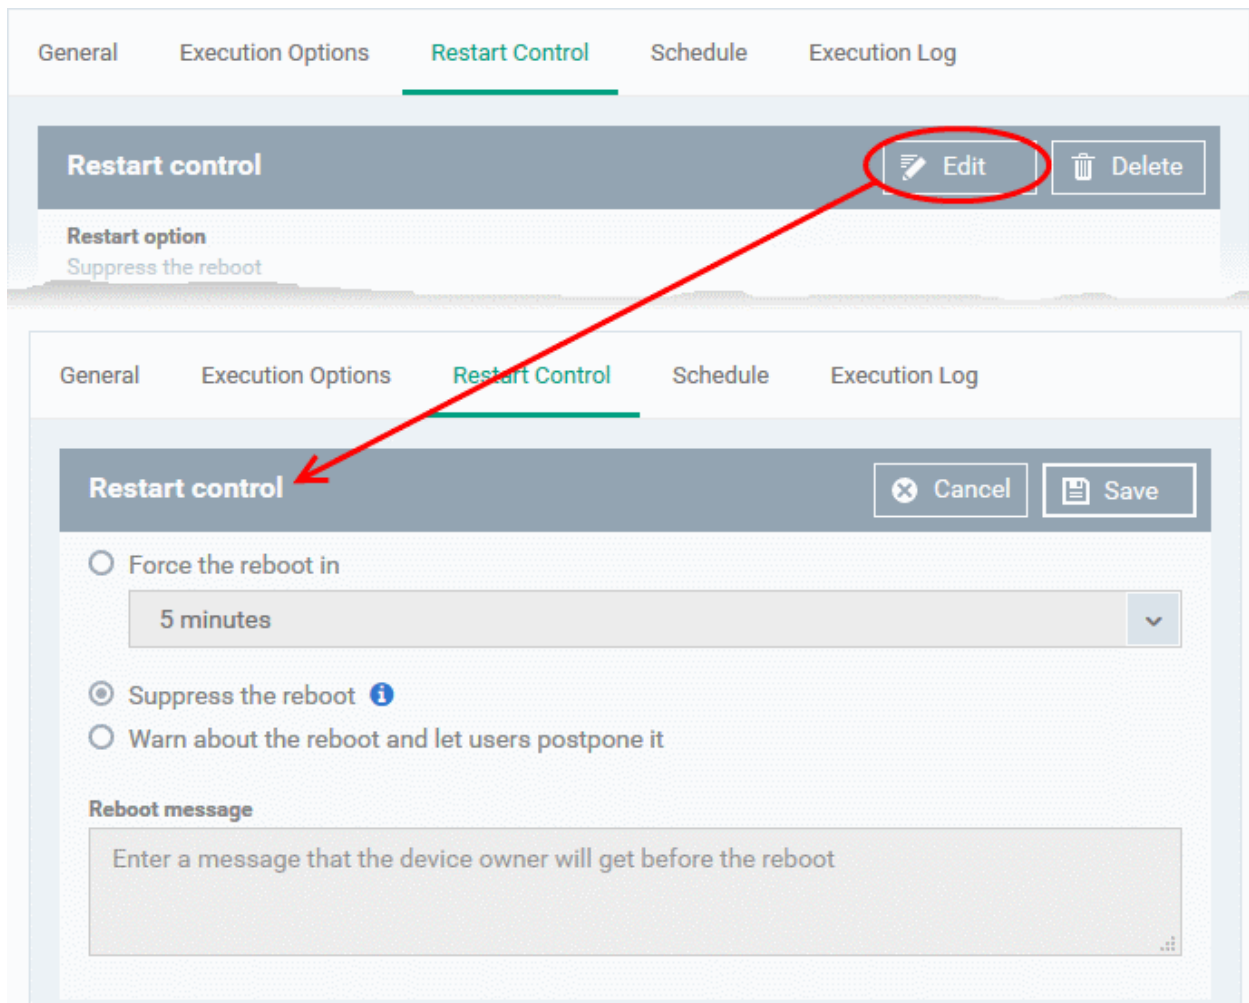 General Execution Options Restart Control Schedule Execution Log
Restart control Edit Delete
Restart option
Suppress the reboot
General Execution Options Restart Control Schedule Execution Log
Restart control Cancel Save
Force the reboot in
5 minutes
Suppress the reboot
Warn about the reboot and let users postpone it
Reboot message
Enter a message that the device owner will get before the reboot